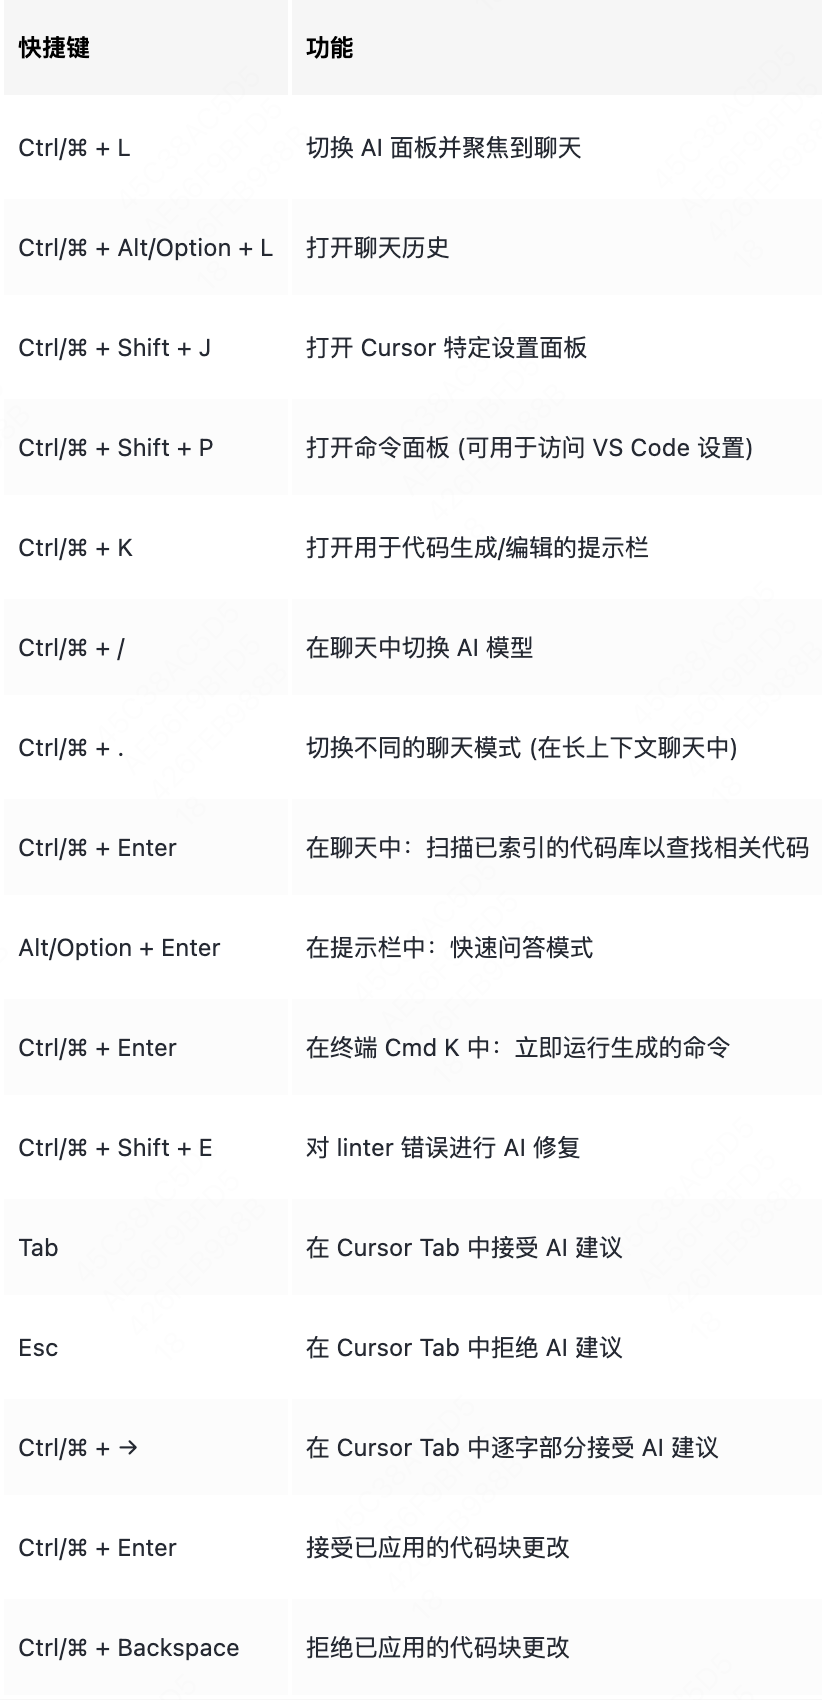 快捷键 功能
Ctrl/⌘ + L 切换 AI 面板并聚焦到聊天
Ctrl/⌘ + Alt/Option + L 打开聊天历史
Ctrl/⌘ + Shift + J 打开 Cursor 特定设置面板
Ctrl/⌘ + Shift + P 打开命令面板 (可用于访问 VS Code 设置)
Ctrl/⌘ + K 打开用于代码生成/编辑的提示栏
Ctrl/⌘ + / 在聊天中切换 AI 模型
Ctrl/⌘ + . 切换不同的聊天模式 (在长上下文聊天中)
Ctrl/⌘ + Enter 在聊天中：扫描已索引的代码库以查找相关代码
Alt/Option + Enter 在提示栏中：快速问答模式
Ctrl/⌘ + Enter 在终端 Cmd K 中：立即运行生成的命令
Ctrl/⌘ + Shift + E 对 linter 错误进行 AI 修复
Tab 在 Cursor Tab 中接受 AI 建议
Esc 在 Cursor Tab 中拒绝 AI 建议
Ctrl/⌘ + → 在 Cursor Tab 中逐字部分接受 AI 建议
Ctrl/⌘ + Enter 接受已应用的代码块更改
Ctrl/⌘ + Backspace 拒绝已应用的代码块更改